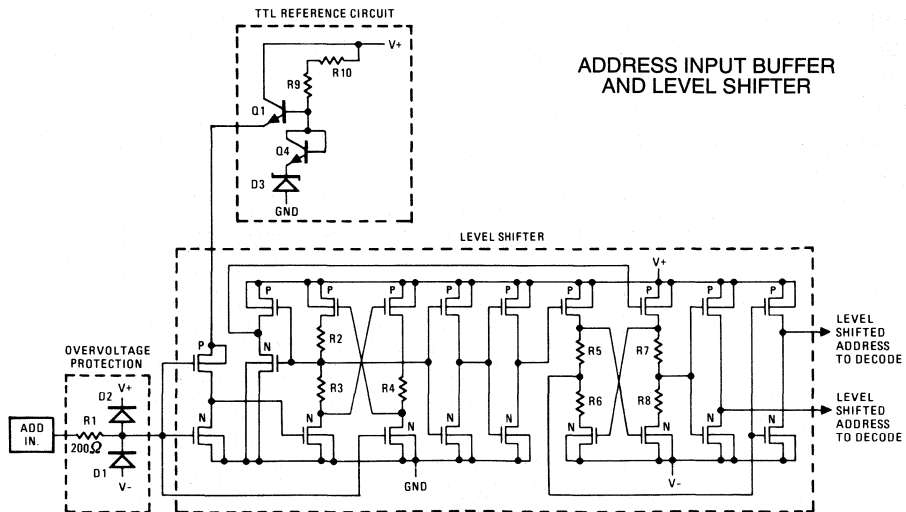 TTL REFERENCE CIRCUIT
V+
R10
R9
Q1
Q4
D3
GND
ADDRESS INPUT BUFFER
AND LEVEL SHIFTER
LEVEL SHIFTER
V+
P P P P P P P P P
R2
R5
R7
N
P
R3
R4
R6
R8
N N N N N N N N N
OVERVOLTAGE
PROTECTION
V+
D2
ADD
IN.
R1
200Ω
D1
V-
GND
V-
LEVEL
SHIFTED
ADDRESS
TO DECODE
LEVEL
SHIFTED
ADDRESS
TO DECODE